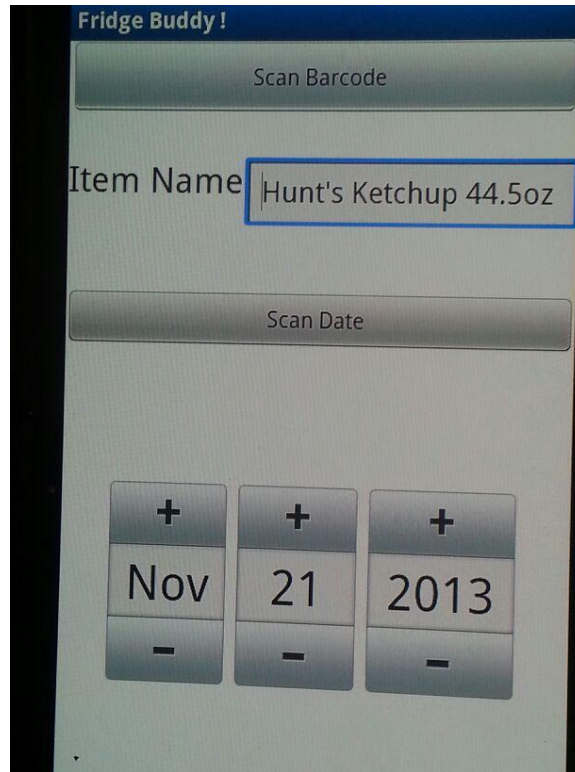 Fridge Buddy !
Scan Barcode
Item Name Hunt's Ketchup 44.5oz
Scan Date
+ + +
Nov 21 2013
- - -